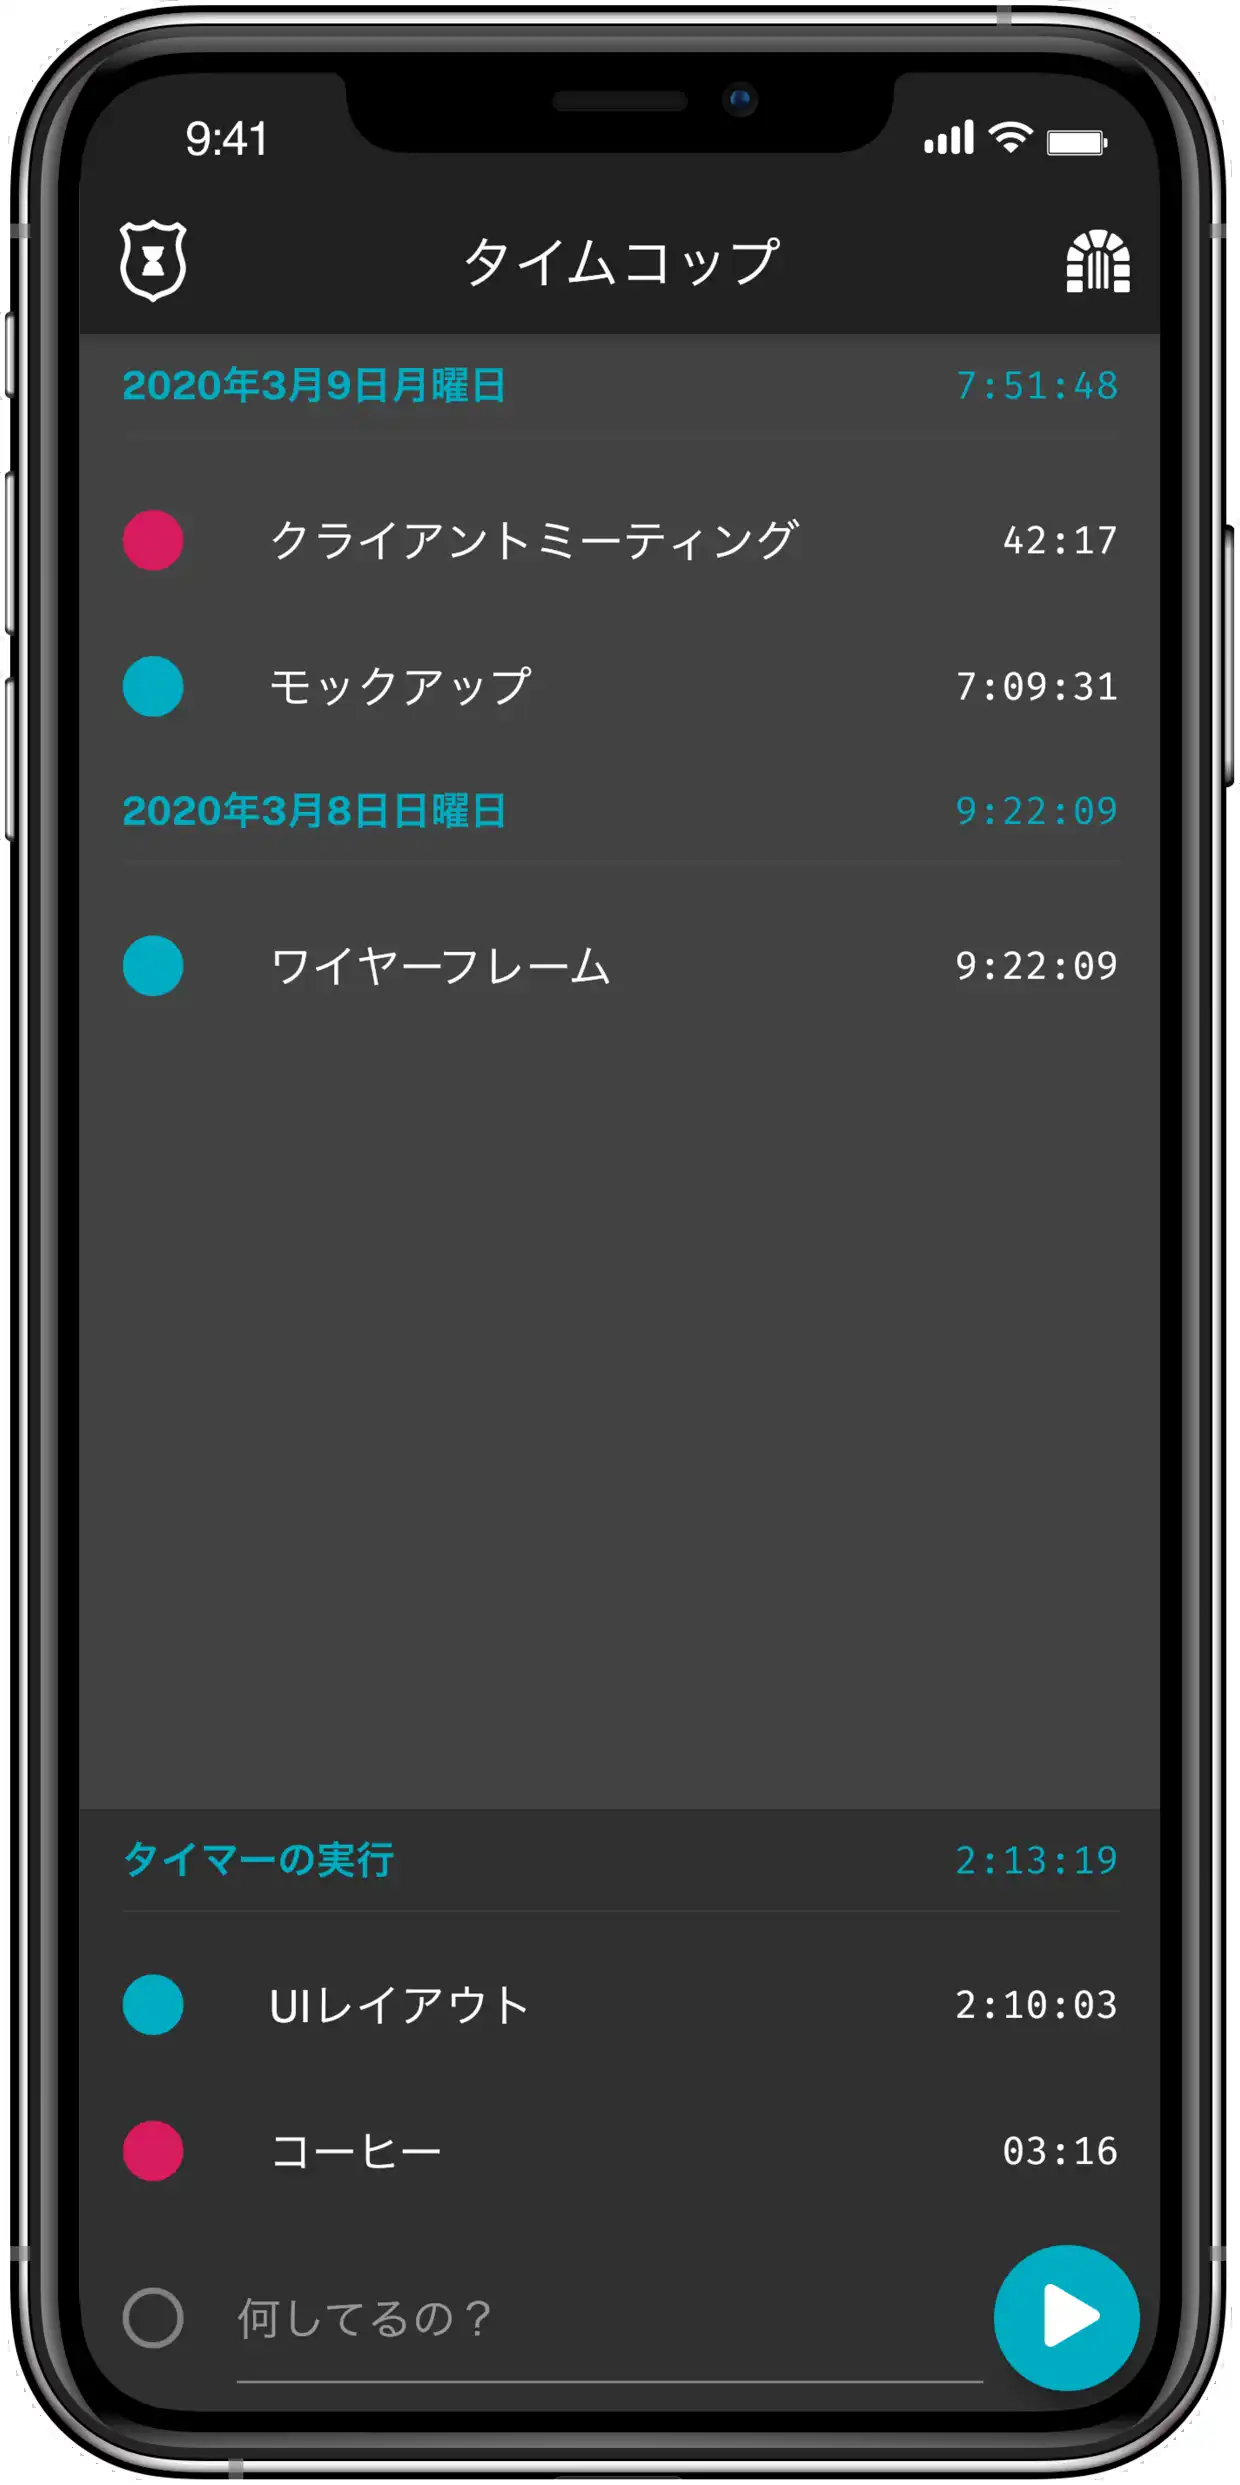 9:41
タイムコップ
2020年3月9日月曜日 7:51:48
クライアントミーティング 42:17
モックアップ 7:09:31
2020年3月8日日曜日 9:22:09
ワイヤーフレーム 9:22:09
タイマーの実行 2:13:19
UIレイアウト 2:10:03
コーヒー 03:16
何してるの？